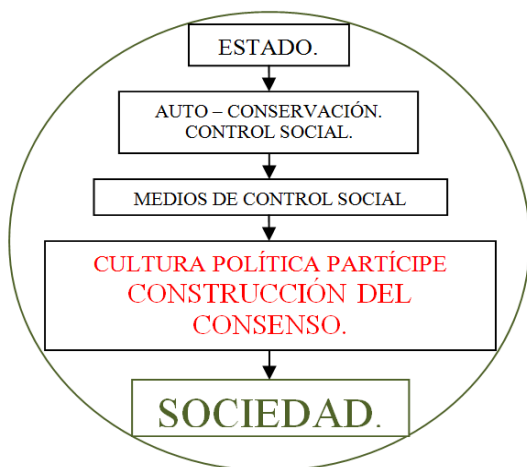 ESTADO.
AUTO – CONSERVACIÓN.
CONTROL SOCIAL.
MEDIOS DE CONTROL SOCIAL
CULTURA POLÍTICA PARTÍCIPE
CONSTRUCCIÓN DEL
CONSENSO.
SOCIEDAD.